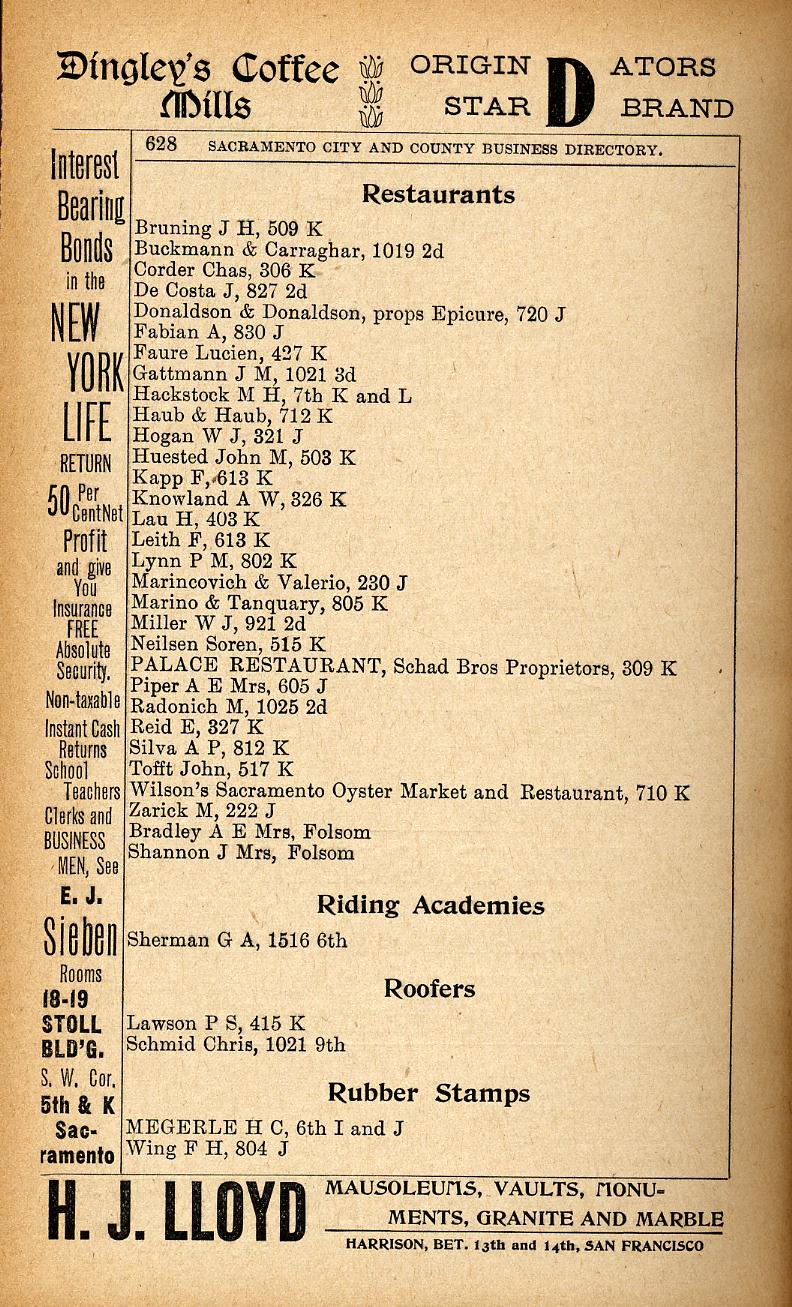 Dingley's Coffee Mills
ORIGIN D ATORS
STAR BRAND
628 SACRAMENTO CITY AND COUNTY BUSINESS DIRECTORY.
Interest
Bearing
Bonds
in the
NEW
YORK
LIFE
RETURN
50 Per
CentNet
Profit
and give
You
Insurance
FREE
Absolute
Security.
Non-taxable
Instant Cash
Returns
School
Teachers
Clerks and
BUSINESS
MEN, See
E. J.
Sieben
Rooms
18-19
STOLL
BLD'G.
S. W. Cor.
5th & K
Sac-
ramento
Restaurants
Bruning J H, 509 K
Buckmann & Carraghar, 1019 2d
Corder Chas, 306 K
De Costa J, 827 2d
Donaldson & Donaldson, props Epicure, 720 J
Fabian A, 830 J
Faure Lucien, 427 K
Gattmann J M, 1021 3d
Hackstock M H, 7th K and L
Haub & Haub, 712 K
Hogan W J, 321 J
Huested John M, 503 K
Kapp F, 613 K
Knowland A W, 326 K
Lau H, 403 K
Leith F, 613 K
Lynn P M, 802 K
Marincovich & Valerio, 230 J
Marino & Tanquary, 805 K
Miller W J, 921 2d
Neilsen Soren, 515 K
PALACE RESTAURANT, Schad Bros Proprietors, 309 K
Piper A E Mrs, 605 J
Radonich M, 1025 2d
Reid E, 327 K
Silva A P, 812 K
Tofft John, 517 K
Wilson's Sacramento Oyster Market and Restaurant, 710 K
Zarick M, 222 J
Bradley A E Mrs, Folsom
Shannon J Mrs, Folsom
Riding Academies
Sherman G A, 1516 6th
Roofers
Lawson P S, 415 K
Schmid Chris, 1021 9th
Rubber Stamps
MEGERLE H C, 6th I and J
Wing F H, 804 J
H. J. LLOYD
MAUSOLEUMS, VAULTS, MONU-
MENTS, GRANITE AND MARBLE
HARRISON, BET. 13th and 14th, SAN FRANCISCO